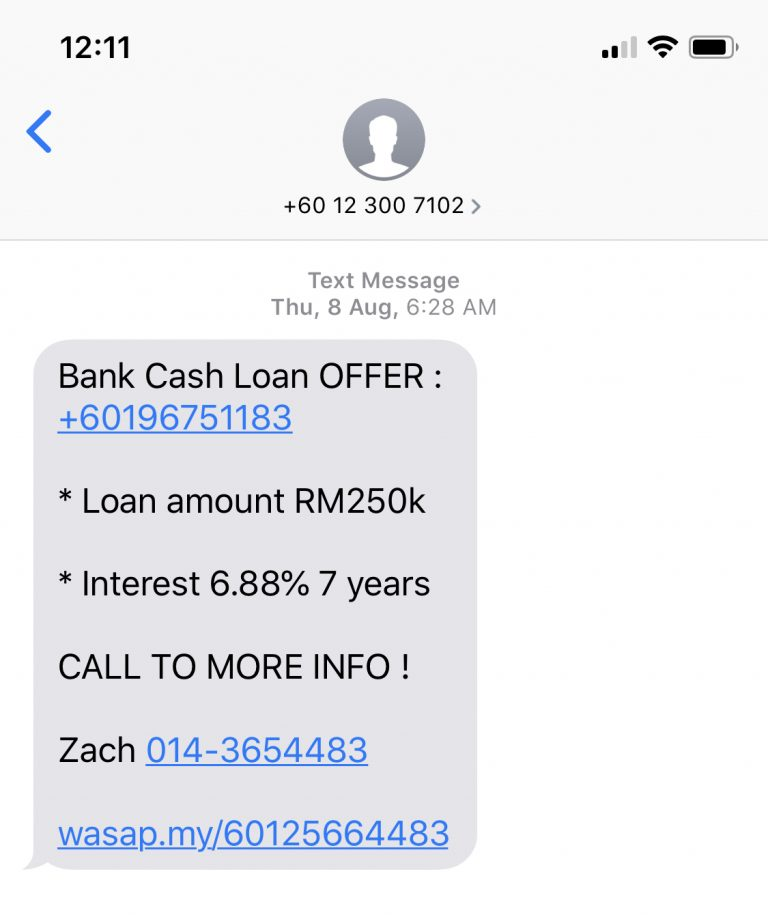 12:11
+60 12 300 7102
Text Message
Thu, 8 Aug, 6:28 AM
Bank Cash Loan OFFER :
+60196751183
* Loan amount RM250k
* Interest 6.88% 7 years
CALL TO MORE INFO !
Zach 014-3654483
wasap.my/60125664483